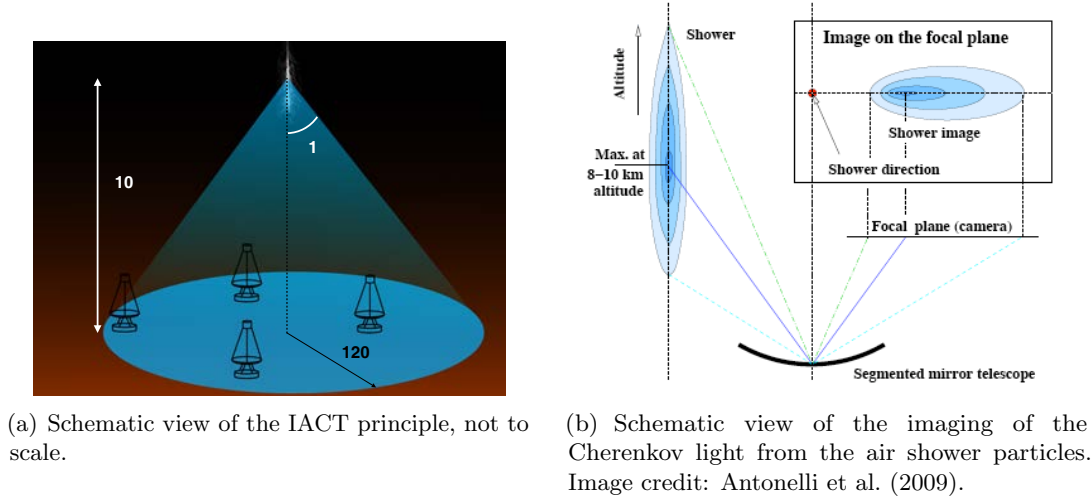 1
10
120
(a) Schematic view of the IACT principle, not to
scale.
Shower
Altitude
Max. at
8–10 km
altitude
Image on the focal plane
Shower image
Shower direction
Focal plane (camera)
Segmented mirror telescope
(b) Schematic view of the imaging of the
Cherenkov light from the air shower particles.
Image credit: Antonelli et al. (2009).